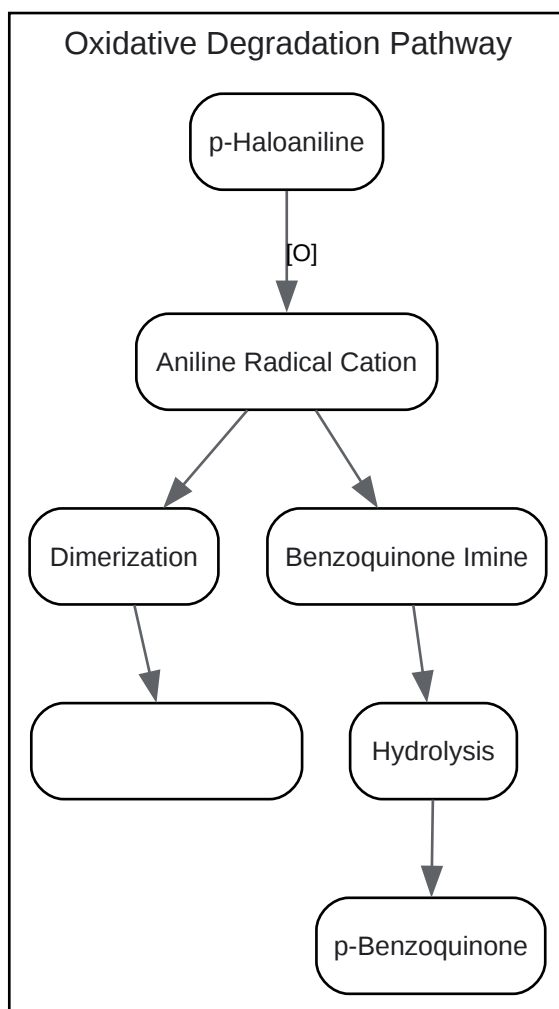 Oxidative Degradation Pathway
p-Haloaniline
[O]
Aniline Radical Cation
Dimerization
Benzoquinone Imine
Hydrolysis
p-Benzoquinone